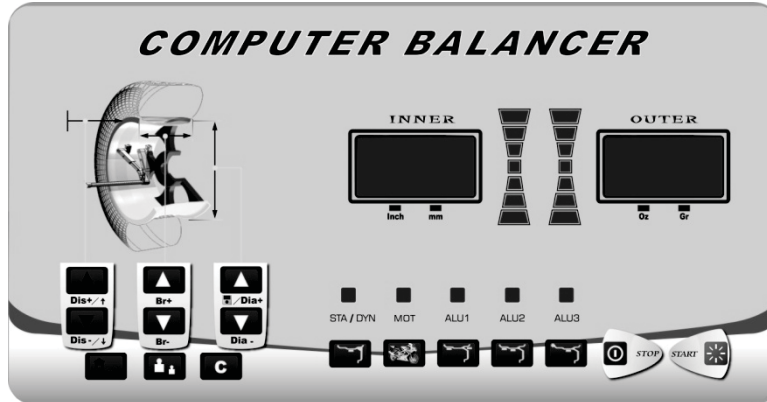 COMPUTER BALANCER
INNER
OUTER
Inch mm
Oz Gr
Dis+/↑
Br+
/Dia+
Dis-/↓
Br-
Dia -
C
STA / DYN MOT ALU1 ALU2 ALU3
STOP START